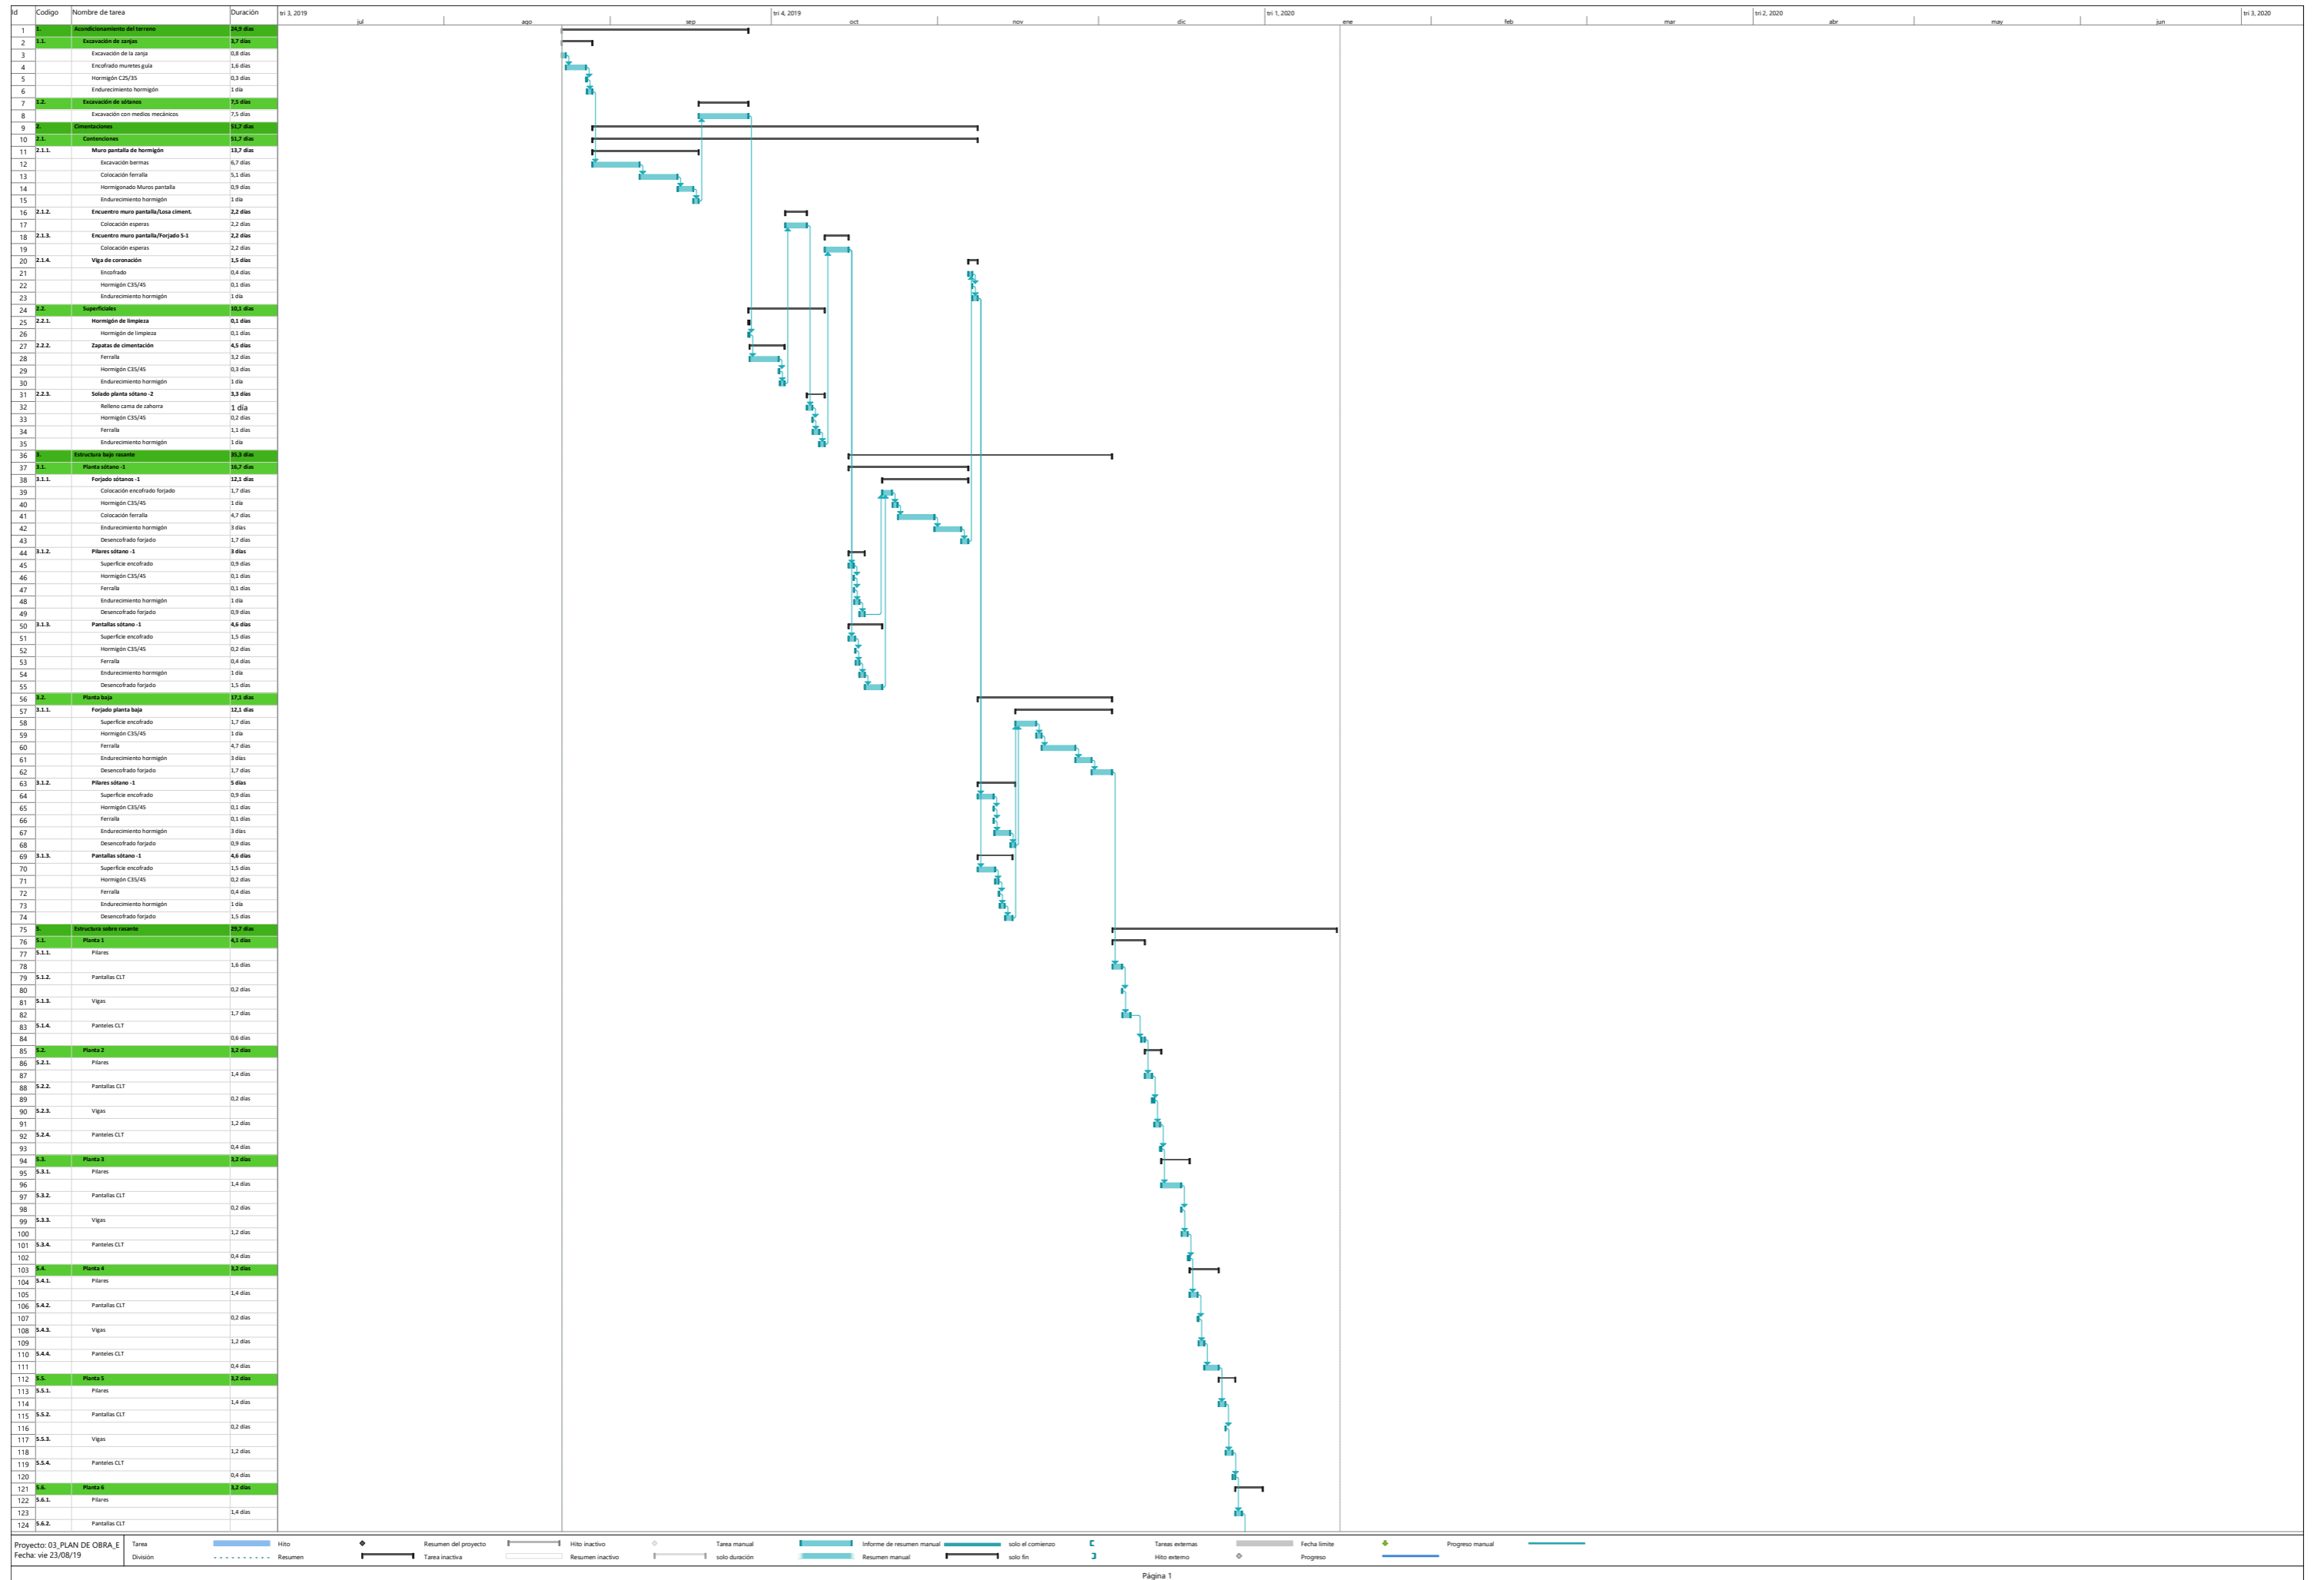 Id Codigo Nombre de tarea Duración tri 3, 2019 tri 4, 2019 tri 1, 2020 tri 2, 2020 tri 3, 2020
jul ago sep oct nov dic ene feb mar abr may jun
1 1. Acondicionamiento del terreno 24,9 días
2 1.1. Excavación de zanjas 3,7 días
3 Excavación de la zanja 0,8 días
4 Encofrado muretes guía 1,6 días
5 Hormigón C25/35 0,3 días
6 Endurecimiento hormigón 1 día
7 1.2. Excavación de sótanos 7,5 días
8 Excavación con medios mecánicos 7,5 días
9 2. Cimentaciones 51,7 días
10 2.1. Contenciones 51,7 días
11 2.1.1. Muro pantalla de hormigón 13,7 días
12 Excavación bermas 6,7 días
13 Colocación ferralla 5,1 días
14 Hormigonado Muros pantalla 0,9 días
15 Endurecimiento hormigón 1 día
16 2.1.2. Encuentro muro pantalla/Losa ciment. 2,2 días
17 Colocación esperas 2,2 días
18 2.1.3. Encuentro muro pantalla/Forjado S-1 2,2 días
19 Colocación esperas 2,2 días
20 2.1.4. Viga de coronación 1,5 días
21 Encofrado 0,4 días
22 Hormigón C35/45 0,1 días
23 Endurecimiento hormigón 1 día
24 2.2. Superficiales 10,1 días
25 2.2.1. Hormigón de limpieza 0,1 días
26 Hormigón de limpieza 0,1 días
27 2.2.2. Zapatas de cimentación 4,5 días
28 Ferralla 3,2 días
29 Hormigón C35/45 0,3 días
30 Endurecimiento hormigón 1 día
31 2.2.3. Solado planta sótano -2 3,3 días
32 Relleno cama de zahorra 1 día
33 Hormigón C35/45 0,2 días
34 Ferralla 1,1 días
35 Endurecimiento hormigón 1 día
36 3. Estructura bajo rasante 35,3 días
37 3.1. Planta sótano -1 16,7 días
38 3.1.1. Forjado sótanos -1 12,1 días
39 Colocación encofrado forjado 1,7 días
40 Hormigón C35/45 1 día
41 Colocación ferralla 4,7 días
42 Endurecimiento hormigón 3 días
43 Desencofrado forjado 1,7 días
44 3.1.2. Pilares sótano -1 3 días
45 Superficie encofrado 0,9 días
46 Hormigón C35/45 0,1 días
47 Ferralla 0,1 días
48 Endurecimiento hormigón 1 día
49 Desencofrado forjado 0,9 días
50 3.1.3. Pantallas sótano -1 4,6 días
51 Superficie encofrado 1,5 días
52 Hormigón C35/45 0,2 días
53 Ferralla 0,4 días
54 Endurecimiento hormigón 1 día
55 Desencofrado forjado 1,5 días
56 3.2. Planta baja 17,1 días
57 3.1.1. Forjado planta baja 12,1 días
58 Superficie encofrado 1,7 días
59 Hormigón C35/45 1 día
60 Ferralla 4,7 días
61 Endurecimiento hormigón 3 días
62 Desencofrado forjado 1,7 días
63 3.1.2. Pilares sótano -1 5 días
64 Superficie encofrado 0,9 días
65 Hormigón C35/45 0,1 días
66 Ferralla 0,1 días
67 Endurecimiento hormigón 3 días
68 Desencofrado forjado 0,9 días
69 3.1.3. Pantallas sótano -1 4,6 días
70 Superficie encofrado 1,5 días
71 Hormigón C35/45 0,2 días
72 Ferralla 0,4 días
73 Endurecimiento hormigón 1 día
74 Desencofrado forjado 1,5 días
75 5. Estructura sobre rasante 29,7 días
76 5.1. Planta 1 4,1 días
77 5.1.1. Pilares
78 1,6 días
79 5.1.2. Pantallas CLT
80 0,2 días
81 5.1.3. Vigas
82 1,7 días
83 5.1.4. Panteles CLT
84 0,6 días
85 5.2. Planta 2 3,2 días
86 5.2.1. Pilares
87 1,4 días
88 5.2.2. Pantallas CLT
89 0,2 días
90 5.2.3. Vigas
91 1,2 días
92 5.2.4. Panteles CLT
93 0,4 días
94 5.3. Planta 3 3,2 días
95 5.3.1. Pilares
96 1,4 días
97 5.3.2. Pantallas CLT
98 0,2 días
99 5.3.3. Vigas
100 1,2 días
101 5.3.4. Panteles CLT
102 0,4 días
103 5.4. Planta 4 3,2 días
104 5.4.1. Pilares
105 1,4 días
106 5.4.2. Pantallas CLT
107 0,2 días
108 5.4.3. Vigas
109 1,2 días
110 5.4.4. Panteles CLT
111 0,4 días
112 5.5. Planta 5 3,2 días
113 5.5.1. Pilares
114 1,4 días
115 5.5.2. Pantallas CLT
116 0,2 días
117 5.5.3. Vigas
118 1,2 días
119 5.5.4. Panteles CLT
120 0,4 días
121 5.6. Planta 6 3,2 días
122 5.6.1. Pilares
123 1,4 días
124 5.6.2. Pantallas CLT
Proyecto: 03_PLAN DE OBRA_E
Fecha: vie 23/08/19
Tarea Hito Resumen del proyecto Hito inactivo Tarea manual Informe de resumen manual solo el comienzo Tareas externas Fecha límite Progreso manual
División Resumen Tarea inactiva Resumen inactivo solo duración Resumen manual solo fin Hito externo Progreso
Página 1